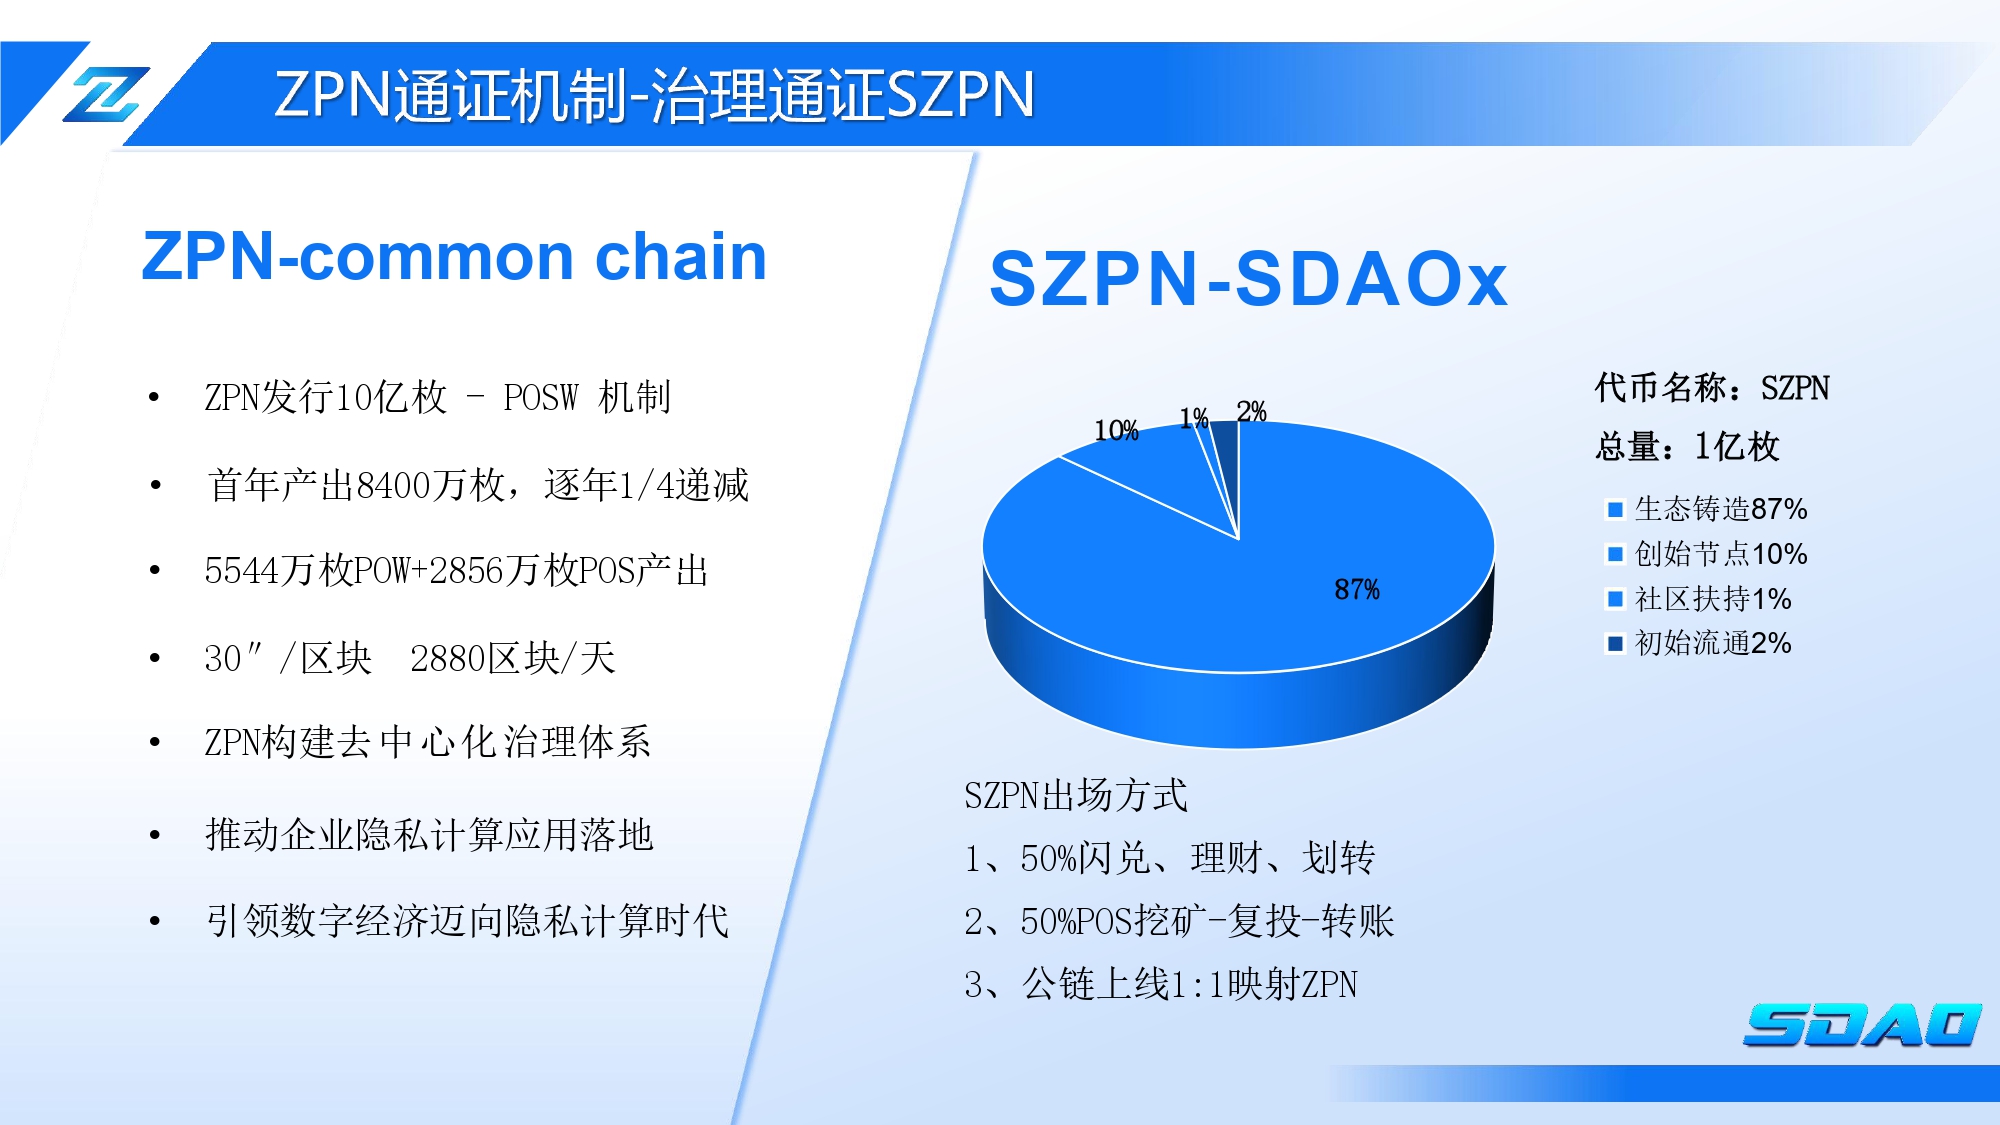 ZPN通证机制-治理通证SZPN
ZPN-common chain
• ZPN发行10亿枚 - POSW 机制
• 首年产出8400万枚，逐年1/4递减
• 5544万枚POW+2856万枚POS产出
• 30″/区块 2880区块/天
• ZPN构建去中心化治理体系
• 推动企业隐私计算应用落地
• 引领数字经济迈向隐私计算时代
SZPN-SDAOx
10%
1%
2%
87%
代币名称：SZPN
总量：1亿枚
生态铸造87%
创始节点10%
社区扶持1%
初始流通2%
SZPN出场方式
1、50%闪兑、理财、划转
2、50%POS挖矿-复投-转账
3、公链上线1:1映射ZPN
SDAO